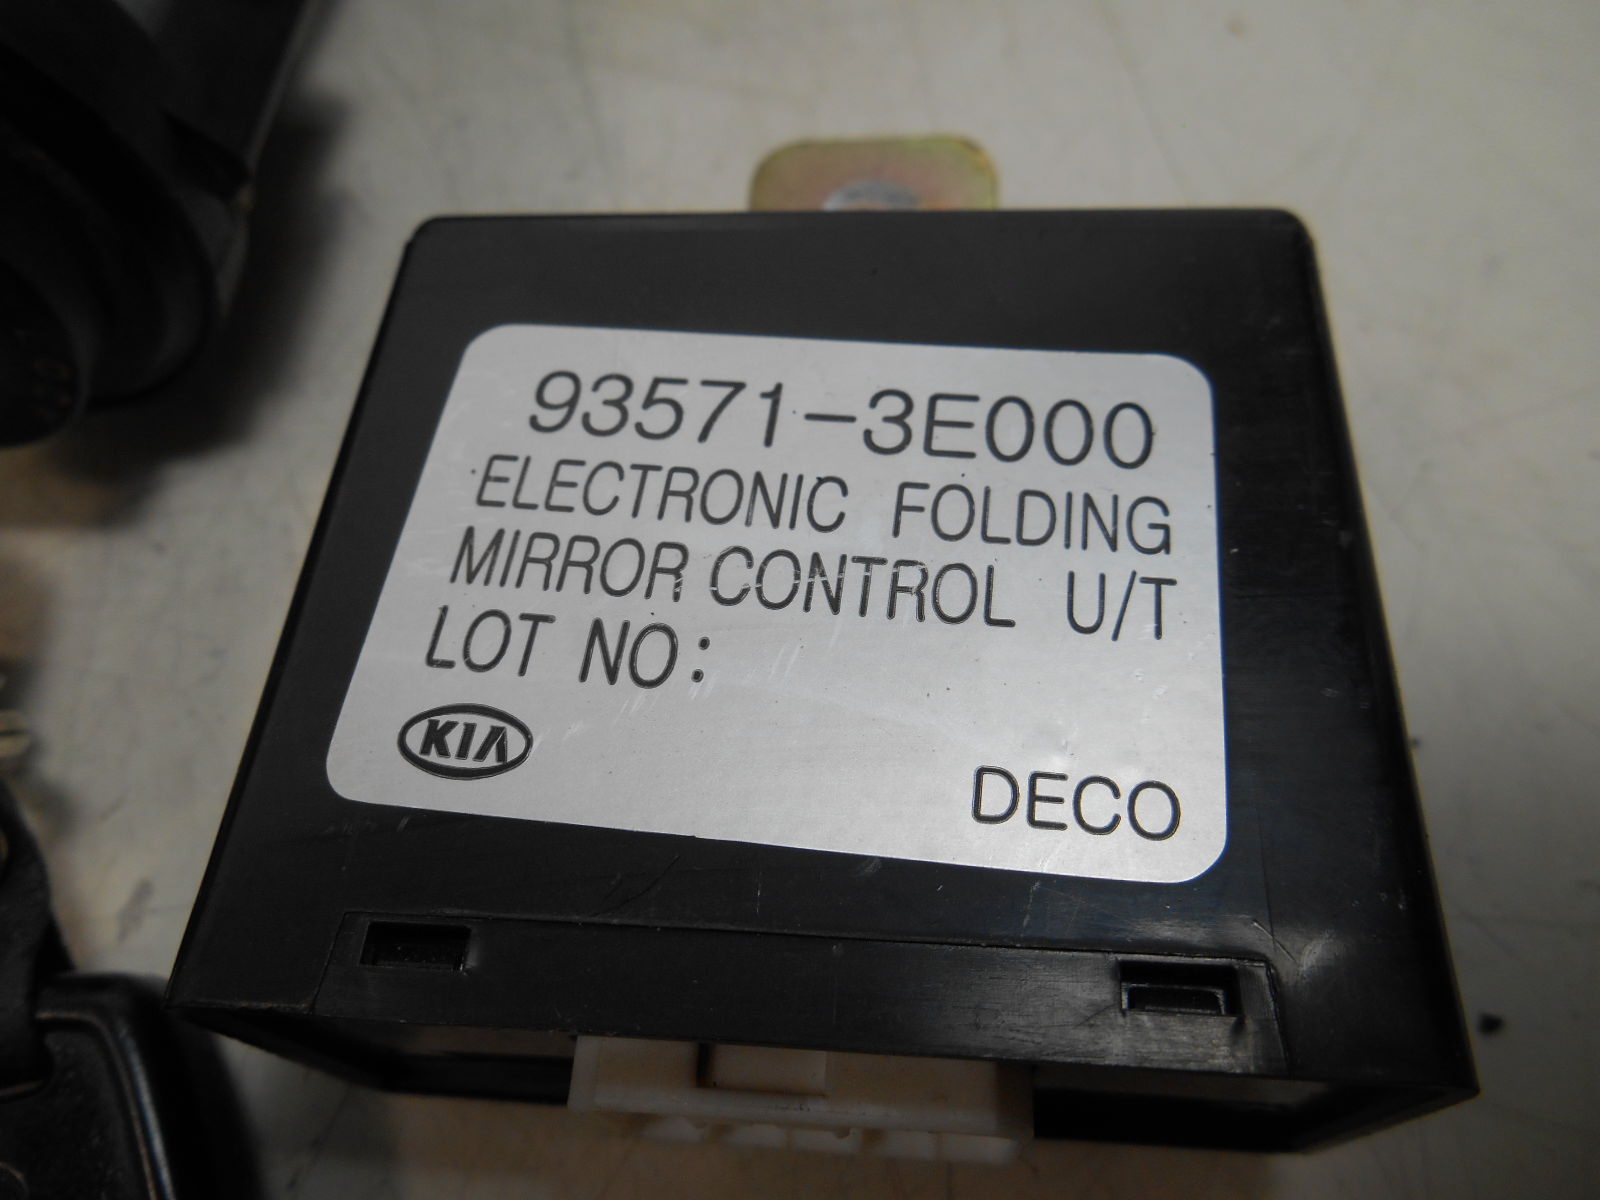 93571-3E000
ELECTRONIC FOLDING
MIRROR CONTROL U/T
LOT NO:
KIA
DECO